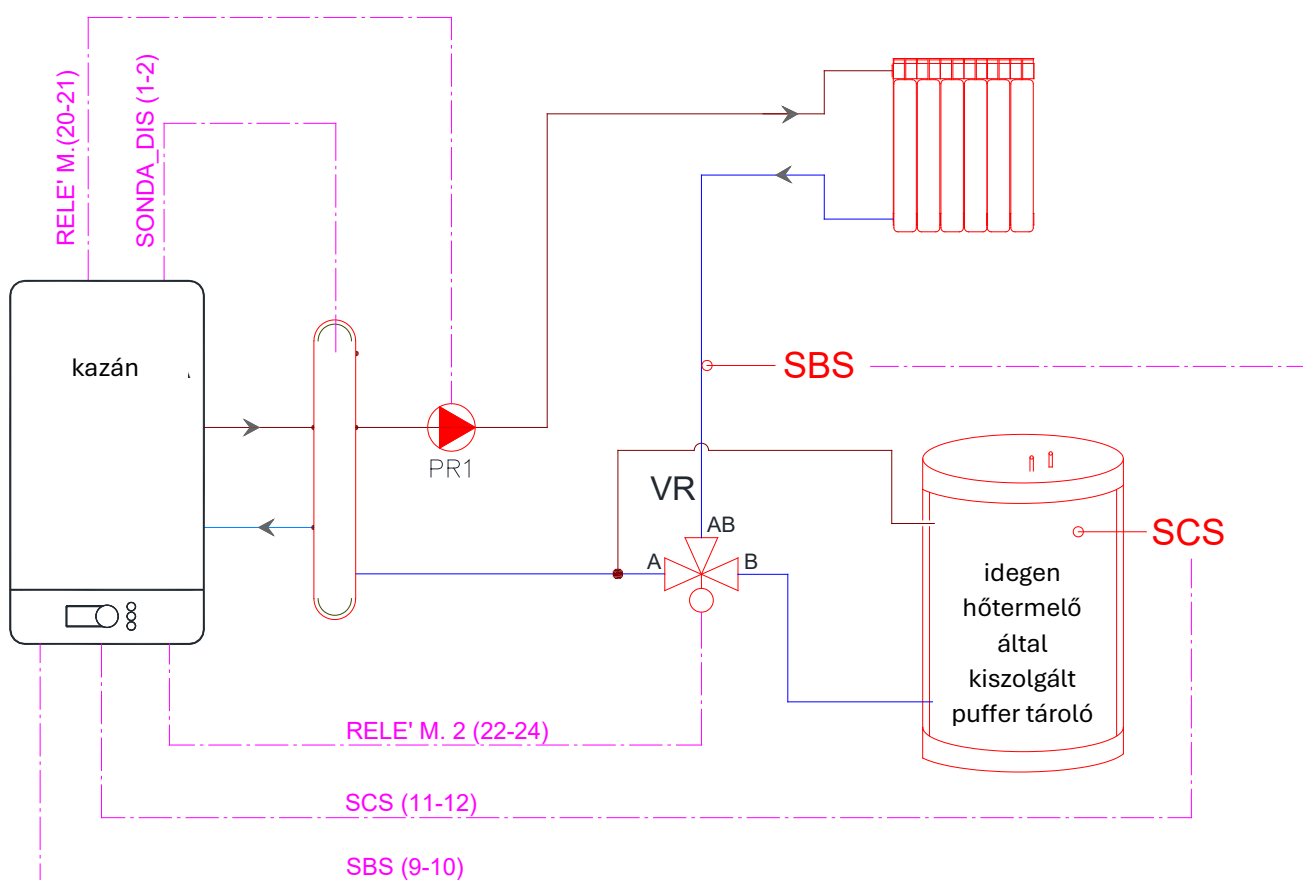 RELE' M.(20-21)
SONDA_DIS (1-2)
kazán
PR1
SBS
VR
AB
A
B
SCS
idegen
hőtermelő
által
kiszolgált
puffer tároló
RELE' M. 2 (22-24)
SCS (11-12)
SBS (9-10)